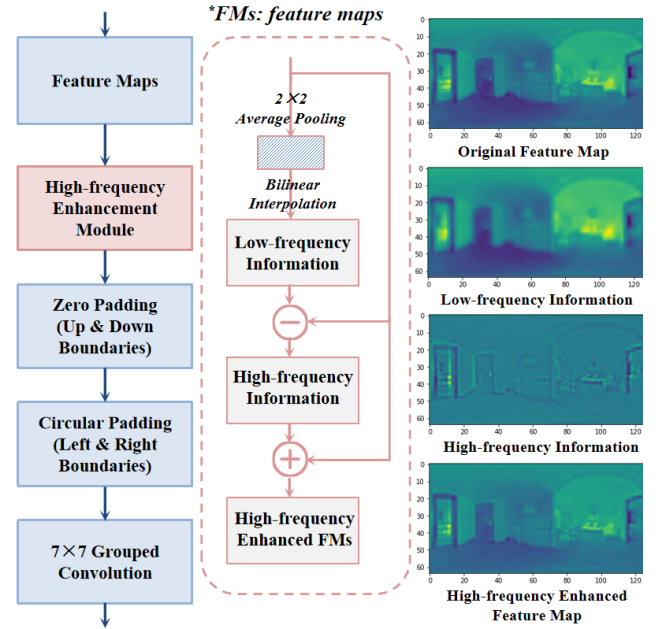 *FMs: feature maps
Feature Maps
High-frequency
Enhancement
Module
Zero Padding
(Up & Down
Boundaries)
Circular Padding
(Left & Right
Boundaries)
7×7 Grouped
Convolution
2×2
Average Pooling
Bilinear
Interpolation
Low-frequency
Information
−
High-frequency
Information
+
High-frequency
Enhanced FMs
0
10
20
30
40
50
60
0 20 40 60 80 100 120
Original Feature Map
0
10
20
30
40
50
60
0 20 40 60 80 100 120
Low-frequency Information
0
10
20
30
40
50
60
0 20 40 60 80 100 120
High-frequency Information
0
10
20
30
40
50
60
0 20 40 60 80 100 120
High-frequency Enhanced
Feature Map